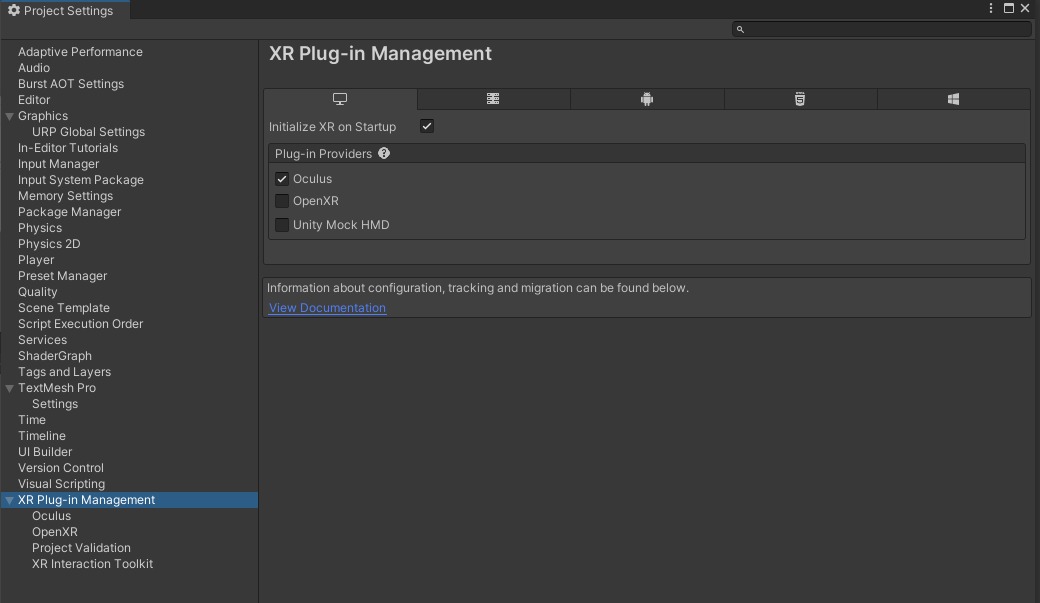 Project Settings
Adaptive Performance
Audio
Burst AOT Settings
Editor
Graphics
URP Global Settings
In-Editor Tutorials
Input Manager
Input System Package
Memory Settings
Package Manager
Physics
Physics 2D
Player
Preset Manager
Quality
Scene Template
Script Execution Order
Services
ShaderGraph
Tags and Layers
TextMesh Pro
Settings
Time
Timeline
UI Builder
Version Control
Visual Scripting
XR Plug-in Management
Oculus
OpenXR
Project Validation
XR Interaction Toolkit
XR Plug-in Management
Initialize XR on Startup
Plug-in Providers
Oculus
OpenXR
Unity Mock HMD
Information about configuration, tracking and migration can be found below.
View Documentation